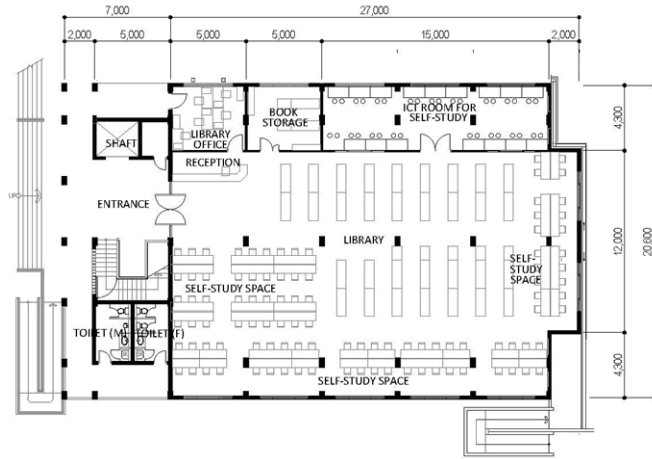 7,000
27,000
2,000
5,000
5,000
5,000
15,000
2,000
ICT ROOM FOR
SELF-STUDY
BOOK
STORAGE
LIBRARY
OFFICE
SHAFT
RECEPTION
4,300
UP
ENTRANCE
LIBRARY
12,000
20,600
SELF-
STUDY
SPACE
SELF-STUDY SPACE
TOILET (M)
TOILET (F)
4,300
SELF-STUDY SPACE